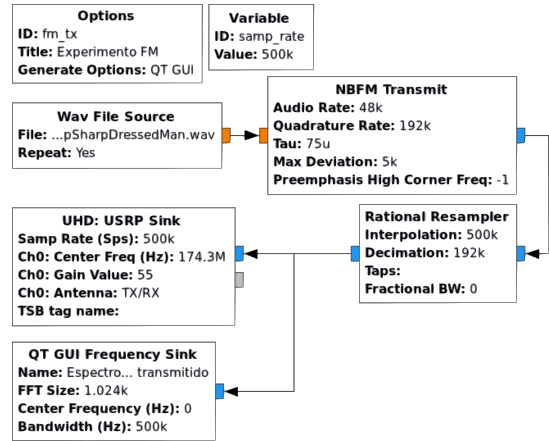 Options
ID: fm_tx
Title: Experimento FM
Generate Options: QT GUI
Variable
ID: samp_rate
Value: 500k
Wav File Source
File: ...pSharpDressedMan.wav
Repeat: Yes
NBFM Transmit
Audio Rate: 48k
Quadrature Rate: 192k
Tau: 75u
Max Deviation: 5k
Preemphasis High Corner Freq: -1
UHD: USRP Sink
Samp Rate (Sps): 500k
Ch0: Center Freq (Hz): 174.3M
Ch0: Gain Value: 55
Ch0: Antenna: TX/RX
TSB tag name:
Rational Resampler
Interpolation: 500k
Decimation: 192k
Taps:
Fractional BW: 0
QT GUI Frequency Sink
Name: Espectro... transmitido
FFT Size: 1.024k
Center Frequency (Hz): 0
Bandwidth (Hz): 500k